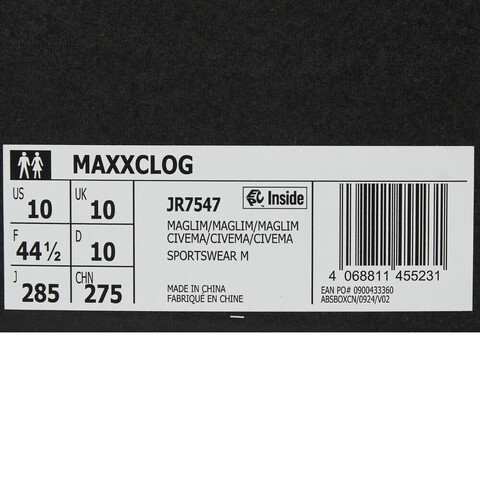 MAXXCLOG
US 10 UK 10
F 44½ D 10
J 285 CHN 275
JR7547
Inside
TM
MAGLIM/MAGLIM/MAGLIM
CIVEMA/CIVEMA/CIVEMA
SPORTSWEAR M
MADE IN CHINA
FABRIQUÉ EN CHINE
4 068811 455231
EAN PO# 0900433360
ABSBOXCN/0924/V02